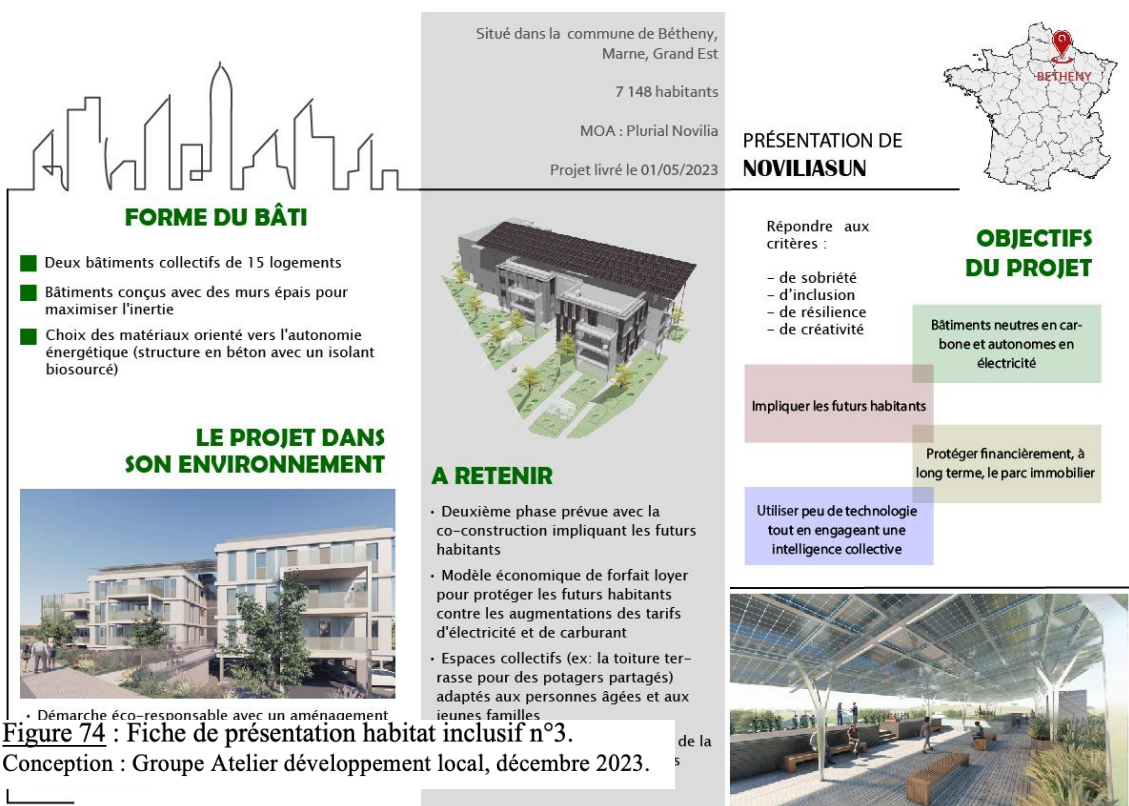 Situé dans la commune de Bétheny,
Marne, Grand Est
7 148 habitants
MOA : Plurial Novilia
Projet livré le 01/05/2023
PRÉSENTATION DE
NOVILIASUN
BETHENY
FORME DU BÂTI
Deux bâtiments collectifs de 15 logements
Bâtiments conçus avec des murs épais pour
maximiser l'inertie
Choix des matériaux orienté vers l'autonomie
énergétique (structure en béton avec un isolant
biosourcé)
LE PROJET DANS
SON ENVIRONNEMENT
• Démarche éco-responsable avec un aménagement
A RETENIR
• Deuxième phase prévue avec la
co-construction impliquant les futurs
habitants
• Modèle économique de forfait loyer
pour protéger les futurs habitants
contre les augmentations des tarifs
d'électricité et de carburant
• Espaces collectifs (ex: la toiture ter-
rasse pour des potagers partagés)
adaptés aux personnes âgées et aux
jeunes familles
de la
s
Répondre aux
critères :
- de sobriété
- d'inclusion
- de résilience
- de créativité
OBJECTIFS
DU PROJET
Bâtiments neutres en car-
bone et autonomes en
électricité
Impliquer les futurs habitants
Protéger financièrement, à
long terme, le parc immobilier
Utiliser peu de technologie
tout en engageant une
intelligence collective
Figure 74 : Fiche de présentation habitat inclusif n°3.
Conception : Groupe Atelier développement local, décembre 2023.